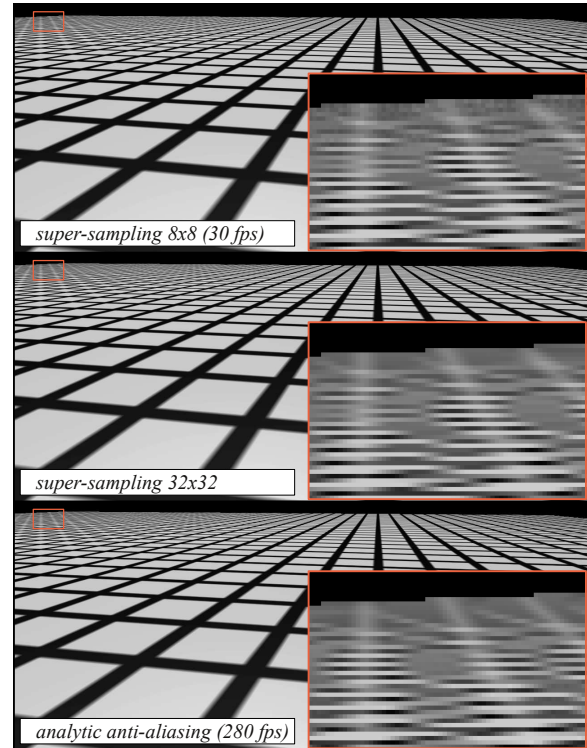 super-sampling 8x8 (30 fps)
super-sampling 32x32
analytic anti-aliasing (280 fps)